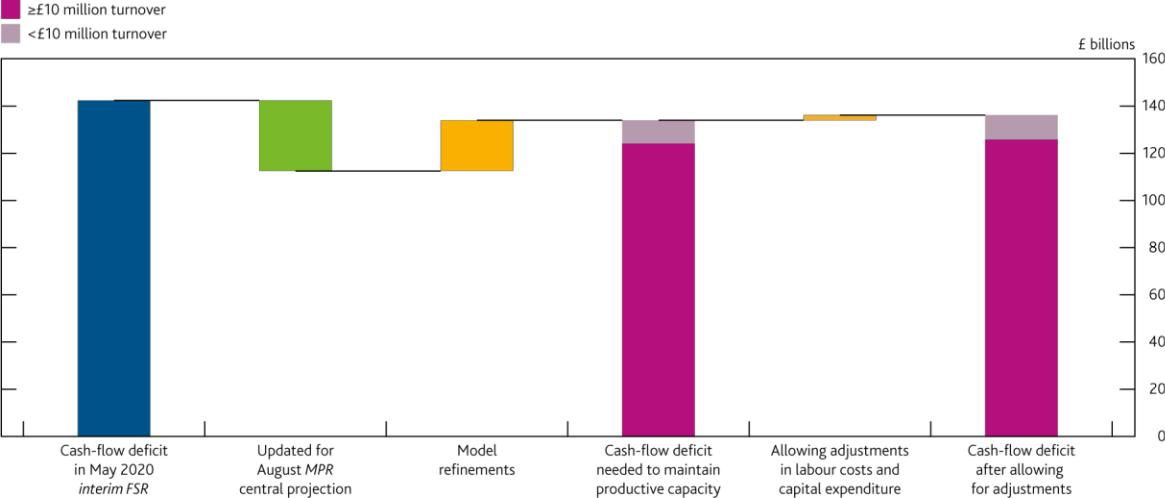 ≥£10 million turnover
<£10 million turnover
£ billions
160
140
120
100
80
60
40
20
0
Cash-flow deficit
in May 2020
interim FSR
Updated for
August MPR
central projection
Model
refinements
Cash-flow deficit
needed to maintain
productive capacity
Allowing adjustments
in labour costs and
capital expenditure
Cash-flow deficit
after allowing
for adjustments